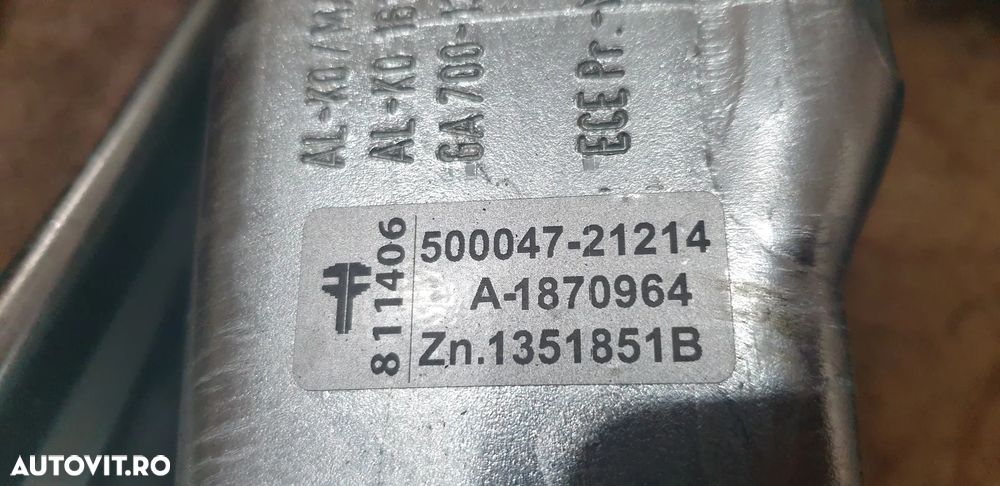 AL-KO
AL-KO
GA 700
ECE Pr.
811406
500047-21214
A-1870964
Zn.1351851B
AUTOVIT.RO